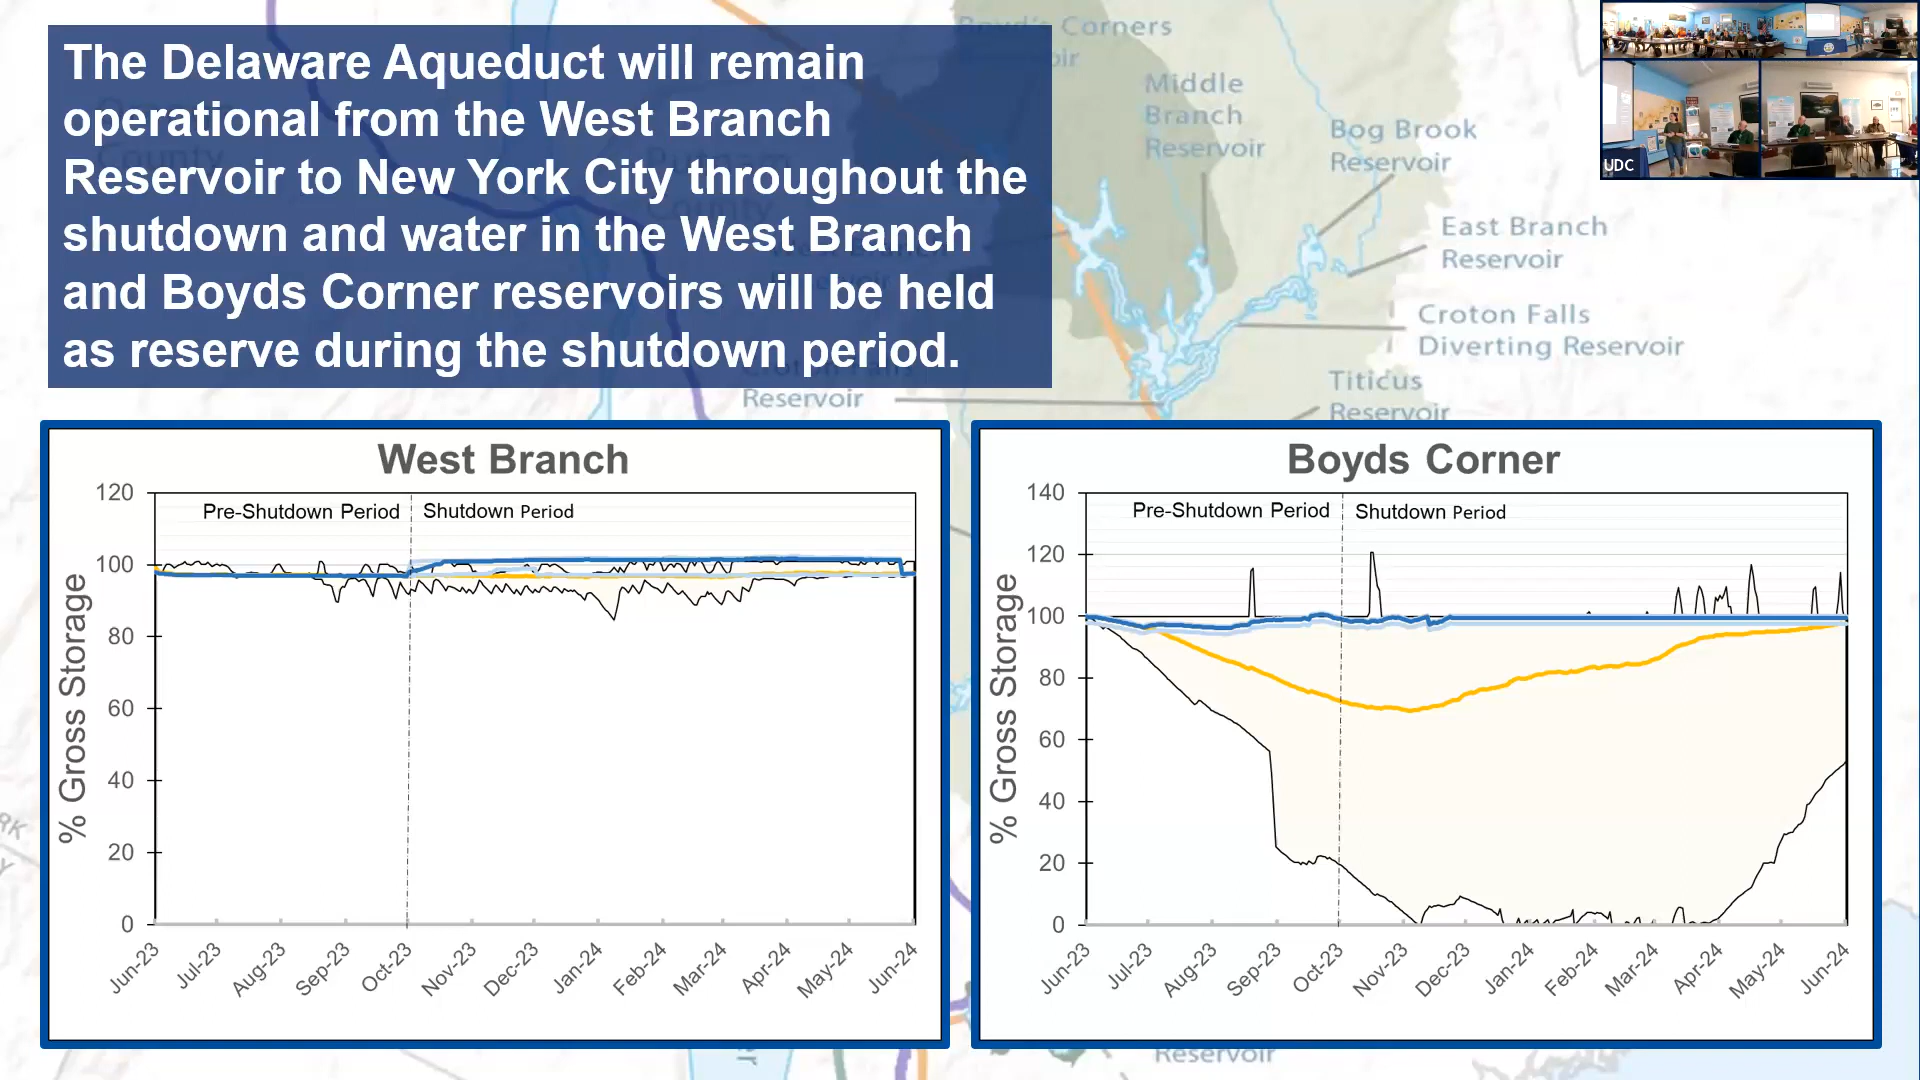 The Delaware Aqueduct will remain
operational from the West Branch
Reservoir to New York City throughout the
shutdown and water in the West Branch
and Boyds Corner reservoirs will be held
as reserve during the shutdown period.
Boyd's Corners
Middle
Branch
Reservoir
Bog Brook
Reservoir
East Branch
Reservoir
Croton Falls
Diverting Reservoir
Titicus
Reservoir
Croton Falls
Reservoir
County
Putnam
County
UDC
West Branch
120
100
80
60
40
20
0
% Gross Storage
Pre-Shutdown Period
Shutdown Period
Jun-23
Jul-23
Aug-23
Sep-23
Oct-23
Nov-23
Dec-23
Jan-24
Feb-24
Mar-24
Apr-24
May-24
Jun-24
Boyds Corner
140
120
100
80
60
40
20
0
% Gross Storage
Pre-Shutdown Period
Shutdown Period
Jun-23
Jul-23
Aug-23
Sep-23
Oct-23
Nov-23
Dec-23
Jan-24
Feb-24
Mar-24
Apr-24
May-24
Jun-24
Reservoir